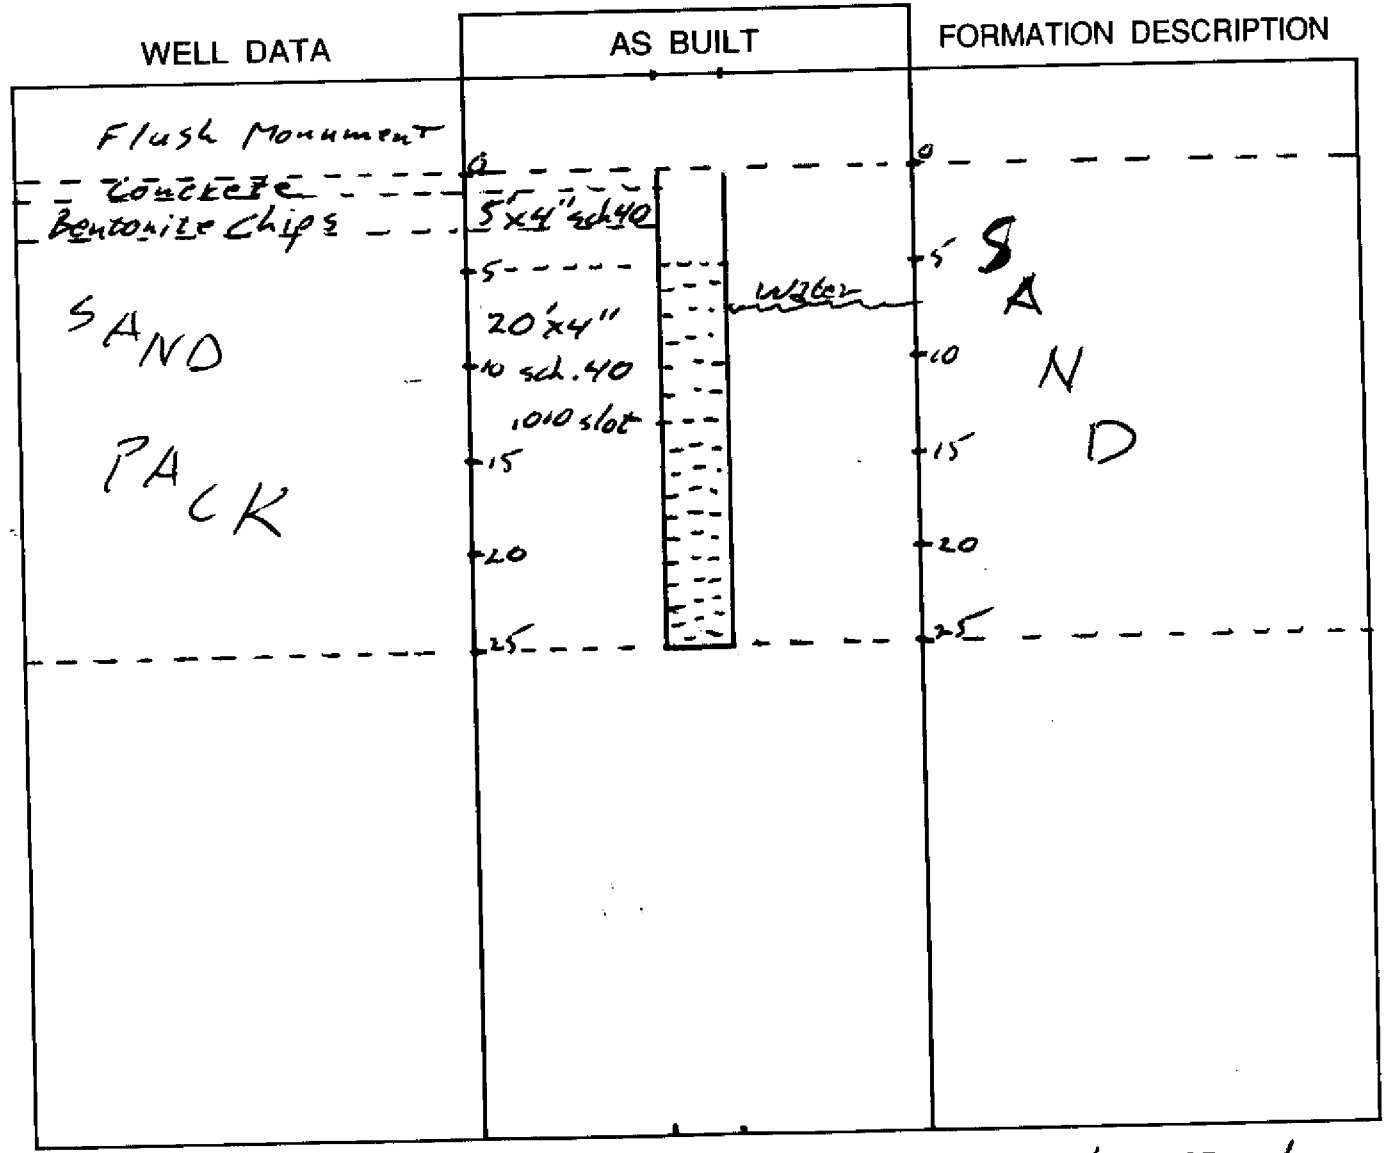 WELL DATA
AS BUILT
FORMATION DESCRIPTION
Flush Monument
Concrete
Bentonite Chips
SAND
PACK
0
5'x4" sch40
5
20'x4"
10 sch.40
.010 slot
15
20
25
Water
0
5
10
15
20
25
SAND